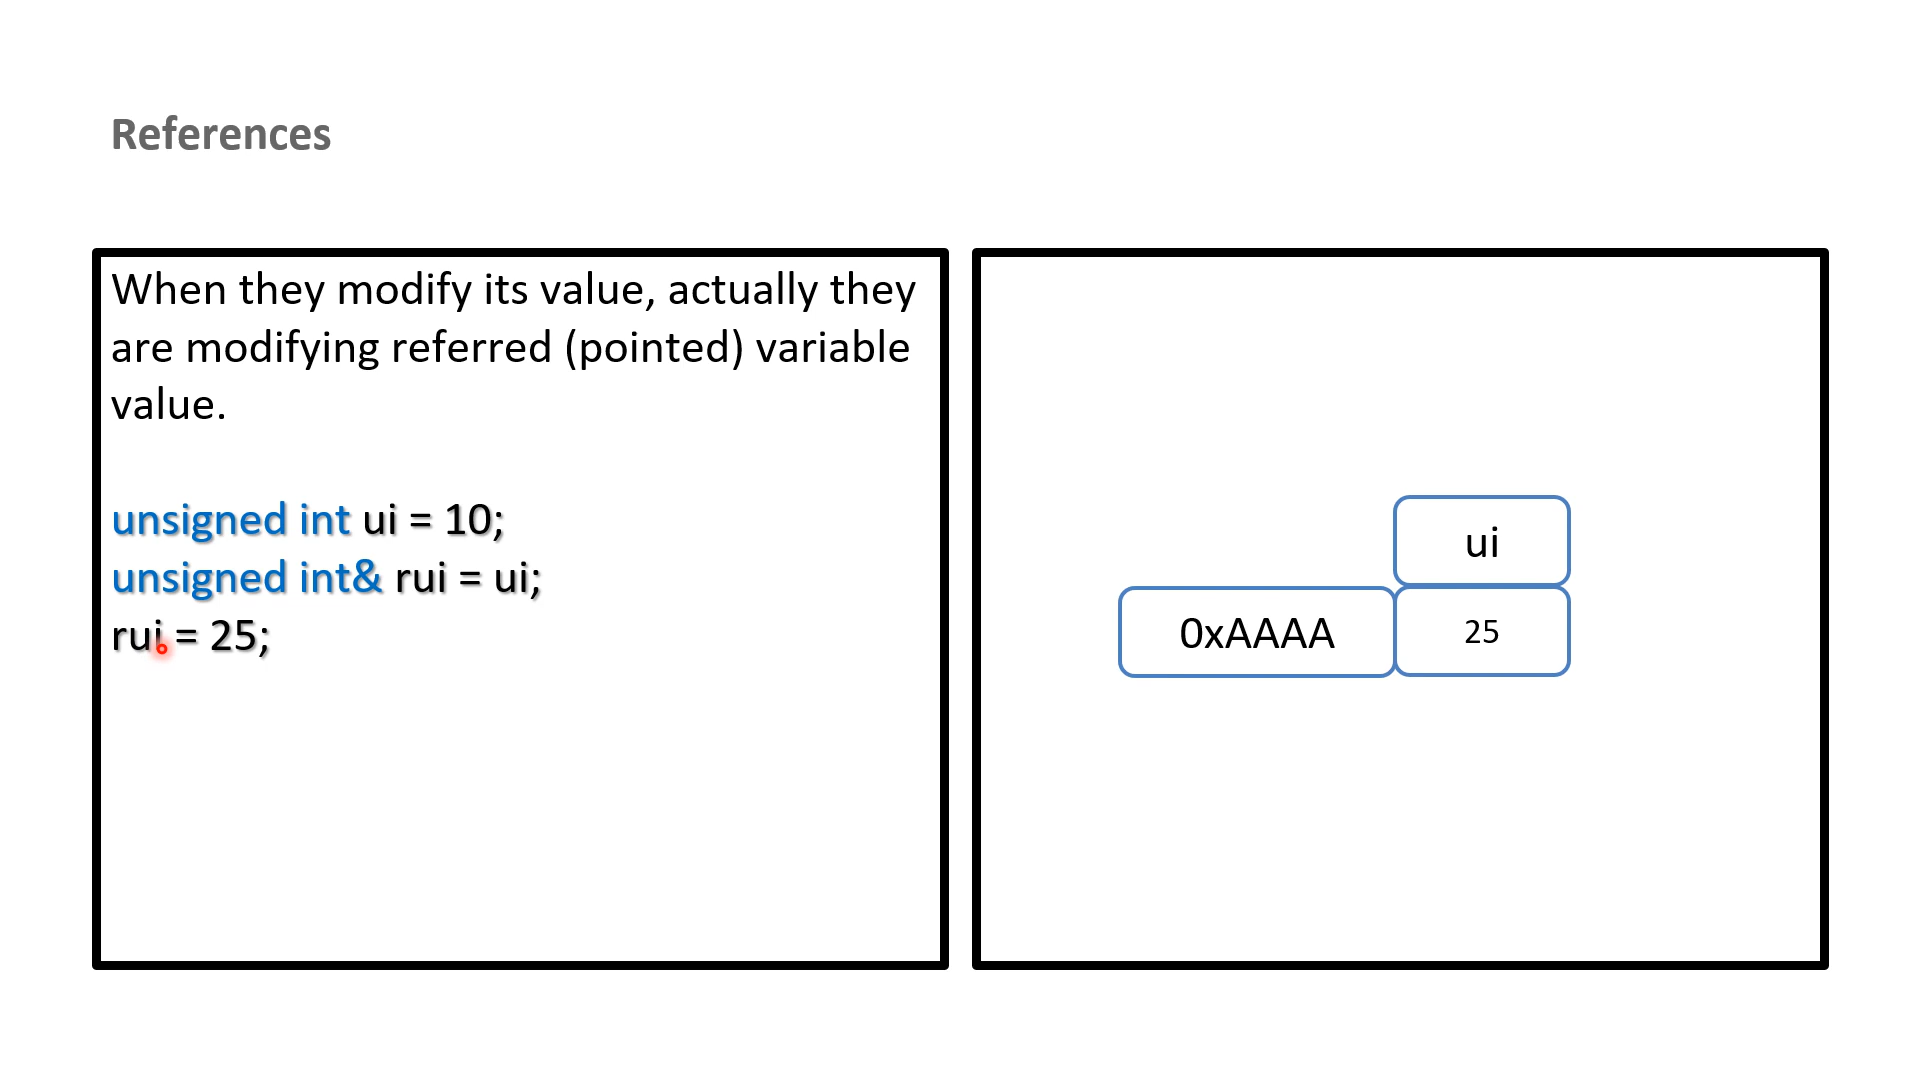 References
When they modify its value, actually they
are modifying referred (pointed) variable
value.
unsigned int ui = 10;
unsigned int& rui = ui;
rui = 25;
ui
0xAAAA
25